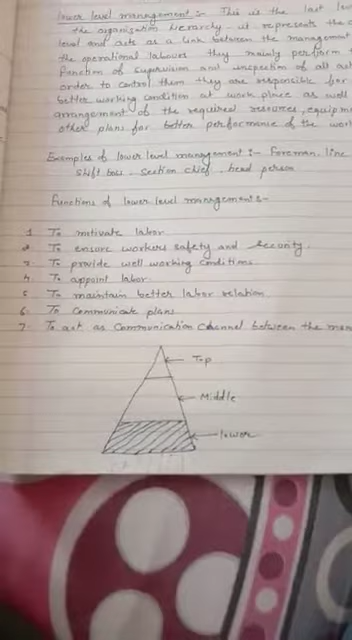 lower level management :- This is the last lev
the organization hierarchy. it represents the o
level and acts as a link between the management
the operational labours they mainly perform
function of supervision and inspection of all act
order to control them they are responsible for
better working condition at work place as well
arrangement of the required resources, equipm
other plans for better performance of the work
Examples of lower level management :- Foreman, line
shift boss, section chief, head person
Functions of lower level management :-
1 To motivate labor
2 To ensure workers safety and security.
3. To provide well working conditions
4. To appoint labor
5 To maintain better labor relation.
6. To communicate plans
7. To act as communication channel between the man
Top
Middle
lower